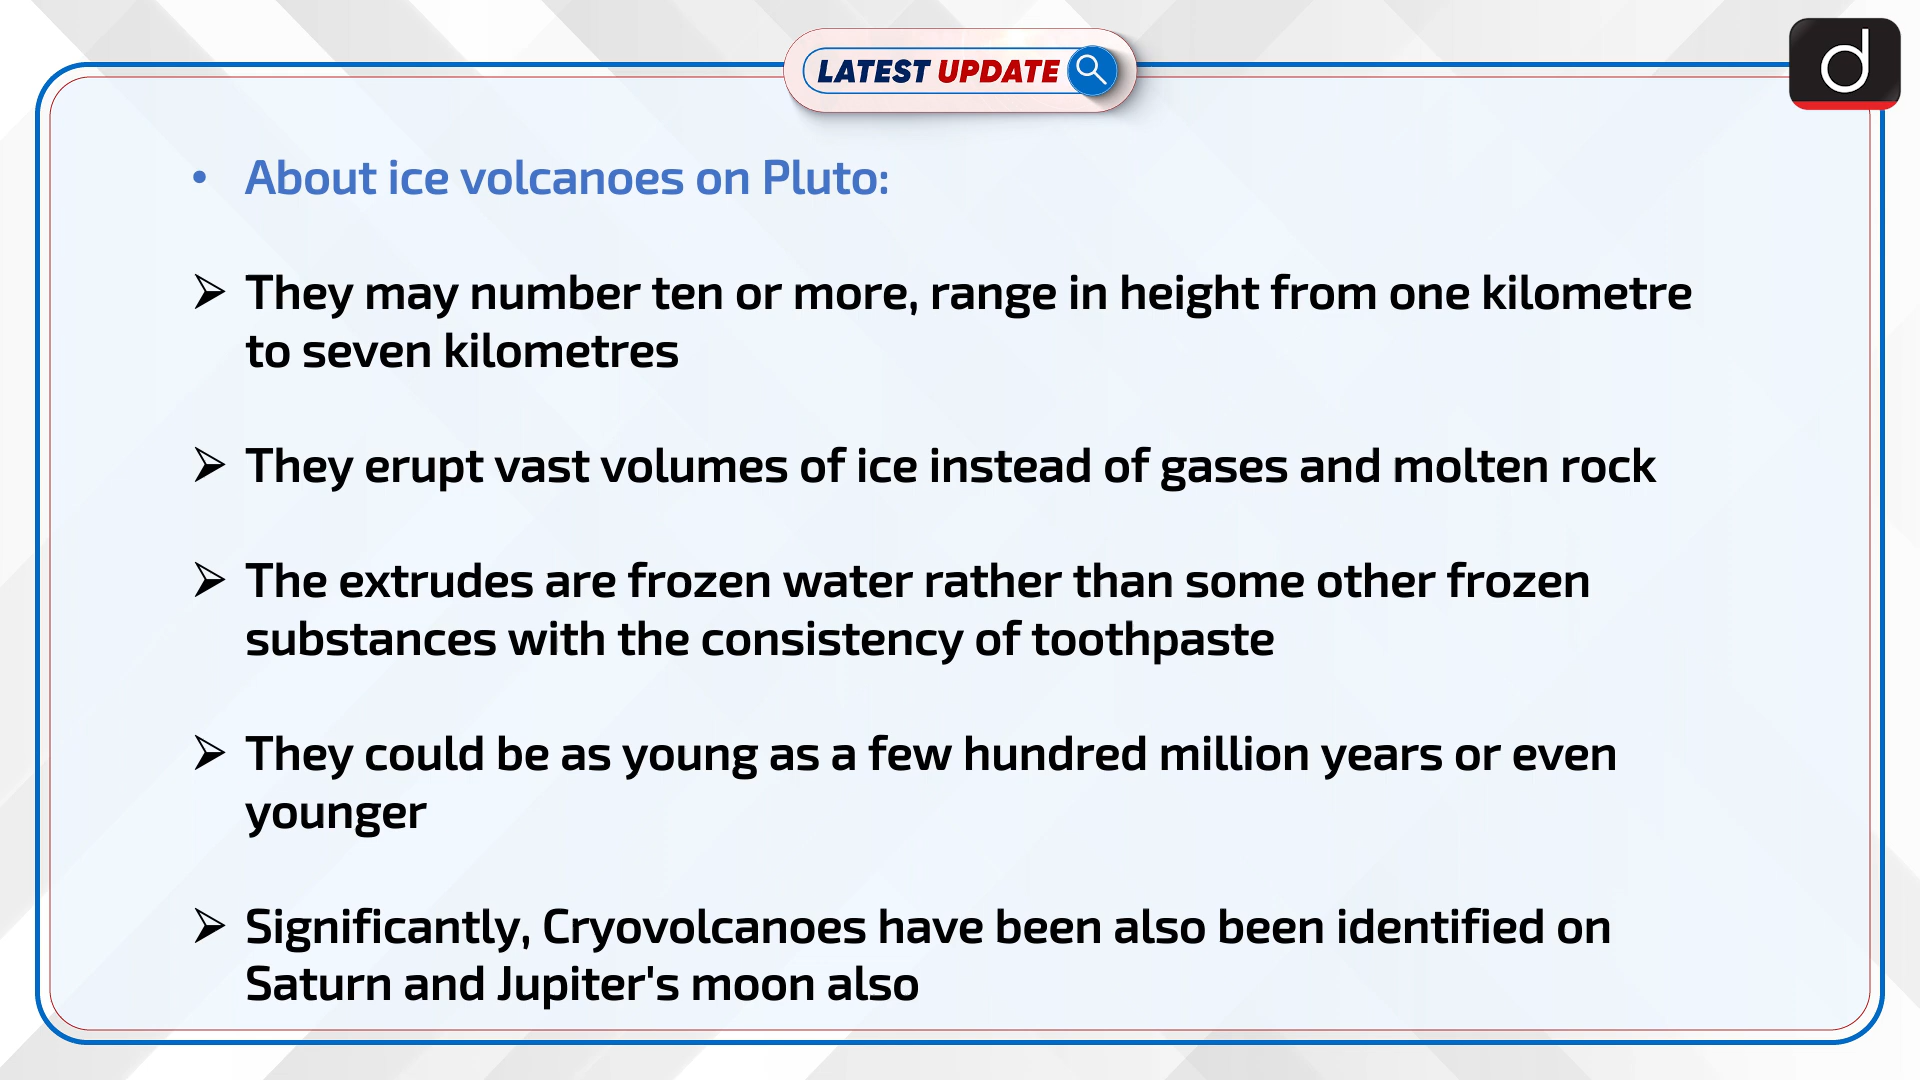 LATEST UPDATE
d
• About ice volcanoes on Pluto:
➢ They may number ten or more, range in height from one kilometre
to seven kilometres
➢ They erupt vast volumes of ice instead of gases and molten rock
➢ The extrudes are frozen water rather than some other frozen
substances with the consistency of toothpaste
➢ They could be as young as a few hundred million years or even
younger
➢ Significantly, Cryovolcanoes have been also been identified on
Saturn and Jupiter's moon also